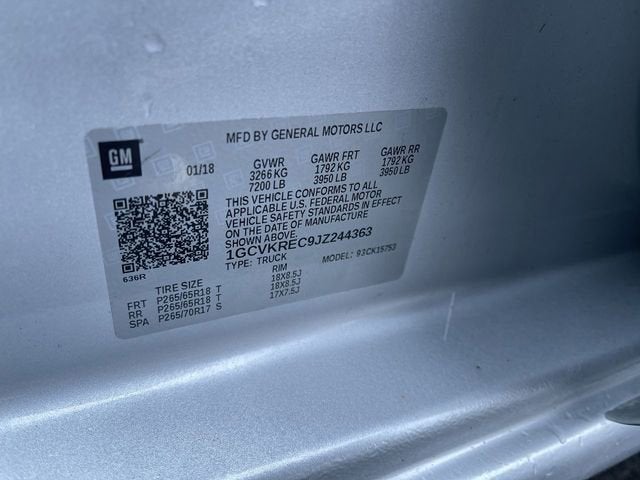 MFD BY GENERAL MOTORS LLC
GM
01/18
GVWR GAWR FRT GAWR RR
3266 KG 1792 KG 1792 KG
7200 LB 3950 LB 3950 LB
THIS VEHICLE CONFORMS TO ALL
APPLICABLE U.S. FEDERAL MOTOR
VEHICLE SAFETY STANDARDS IN EFFECT
ON THE DATE OF MANUFACTURE
SHOWN ABOVE.
1GCVKREC9JZ244363
TYPE: TRUCK MODEL: 93CK15753
636R
TIRE SIZE RIM
FRT P265/65R18 T 18X8.5J
RR P265/65R18 T 18X8.5J
SPA P265/70R17 S 17X7.5J